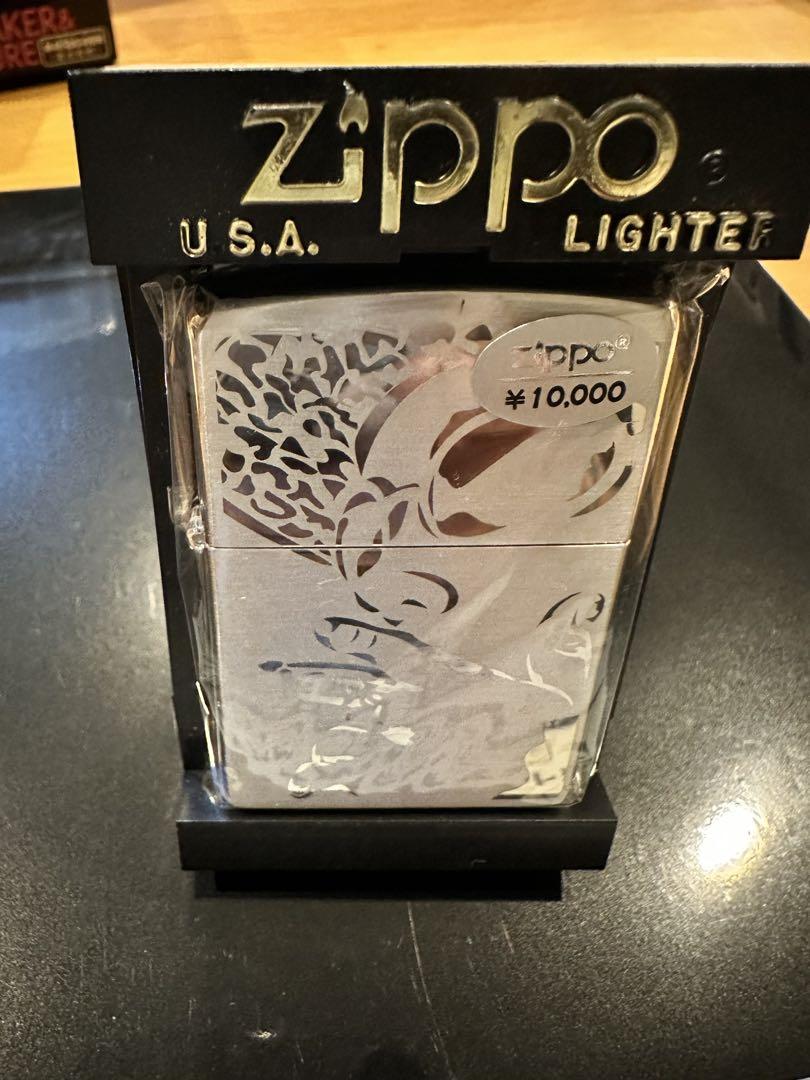 zippo
U.S.A. LIGHTER
zippo®
¥10,000